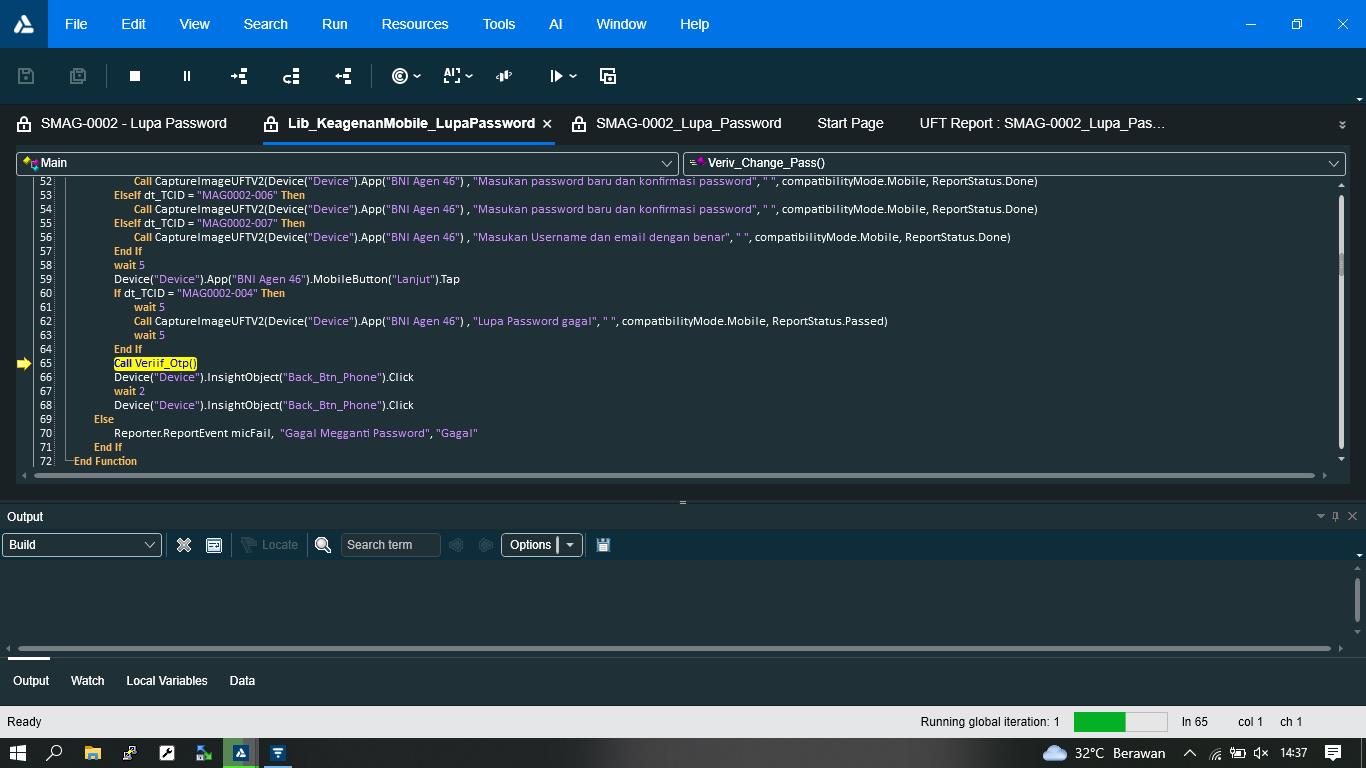 File Edit View Search Run Resources Tools AI Window Help
SMAG-0002 - Lupa Password Lib_KeagenanMobile_LupaPassword SMAG-0002_Lupa_Password Start Page UFT Report : SMAG-0002_Lupa_Pas...
Main Veriv_Change_Pass()
52 Call CaptureImageUFTV2(Device("Device").App("BNI Agen 46") , "Masukan password baru dan konfirmasi password", " ", compatibilityMode.Mobile, ReportStatus.Done)
53 ElseIf dt_TCID = "MAG0002-006" Then
54 Call CaptureImageUFTV2(Device("Device").App("BNI Agen 46") , "Masukan password baru dan konfirmasi password", " ", compatibilityMode.Mobile, ReportStatus.Done)
55 ElseIf dt_TCID = "MAG0002-007" Then
56 Call CaptureImageUFTV2(Device("Device").App("BNI Agen 46") , "Masukan Username dan email dengan benar", " ", compatibilityMode.Mobile, ReportStatus.Done)
57 End If
58 wait 5
59 Device("Device").App("BNI Agen 46").MobileButton("Lanjut").Tap
60 If dt_TCID = "MAG0002-004" Then
61 wait 5
62 Call CaptureImageUFTV2(Device("Device").App("BNI Agen 46") , "Lupa Password gagal", " ", compatibilityMode.Mobile, ReportStatus.Passed)
63 wait 5
64 End If
65 Call Veriif_Otp()
66 Device("Device").InsightObject("Back_Btn_Phone").Click
67 wait 2
68 Device("Device").InsightObject("Back_Btn_Phone").Click
69 Else
70 Reporter.ReportEvent micFail, "Gagal Megganti Password", "Gagal"
71 End If
72 End Function
Output
Build Locate Search term Options
Output Watch Local Variables Data
Ready Running global iteration: 1 ln 65 col 1 ch 1
32°C Berawan 14:37